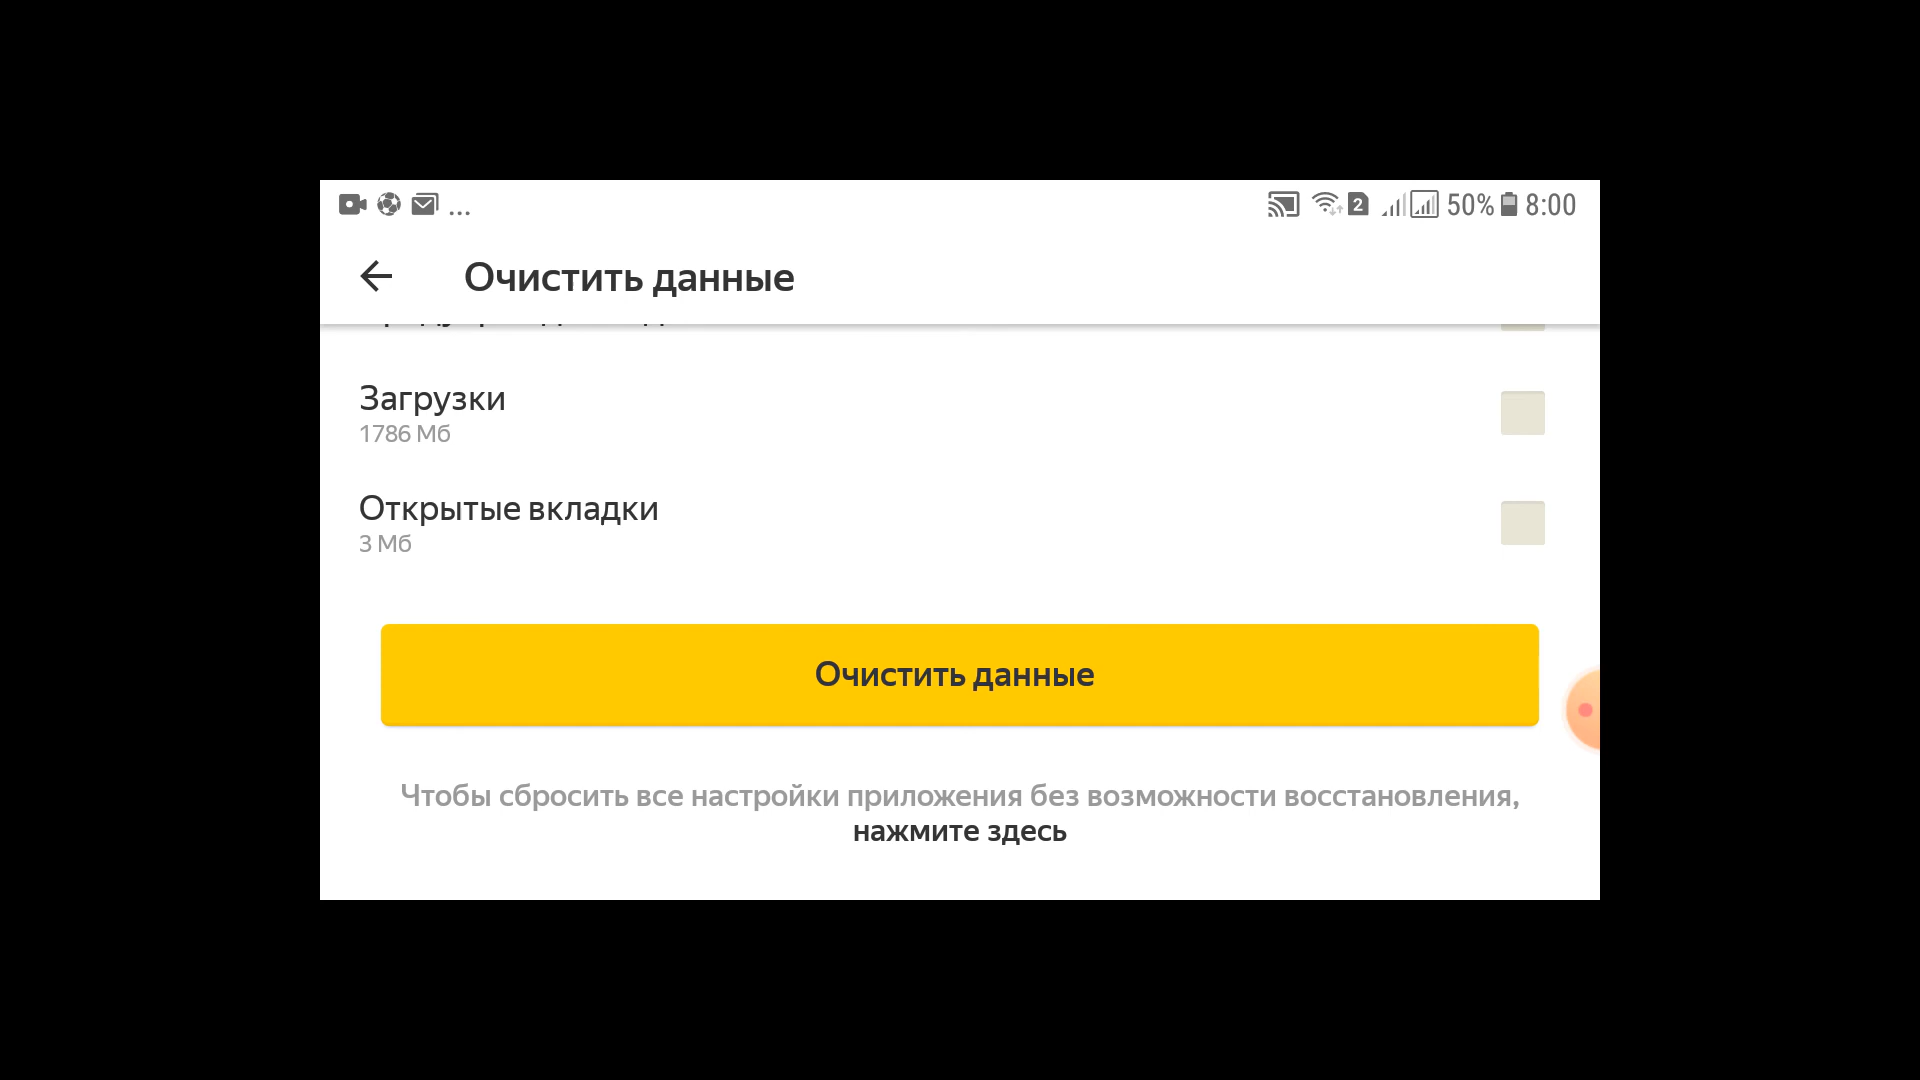 ... 2 50% 8:00
Очистить данные
Загрузки
1786 Мб
Открытые вкладки
3 Мб
Очистить данные
Чтобы сбросить все настройки приложения без возможности восстановления,
нажмите здесь